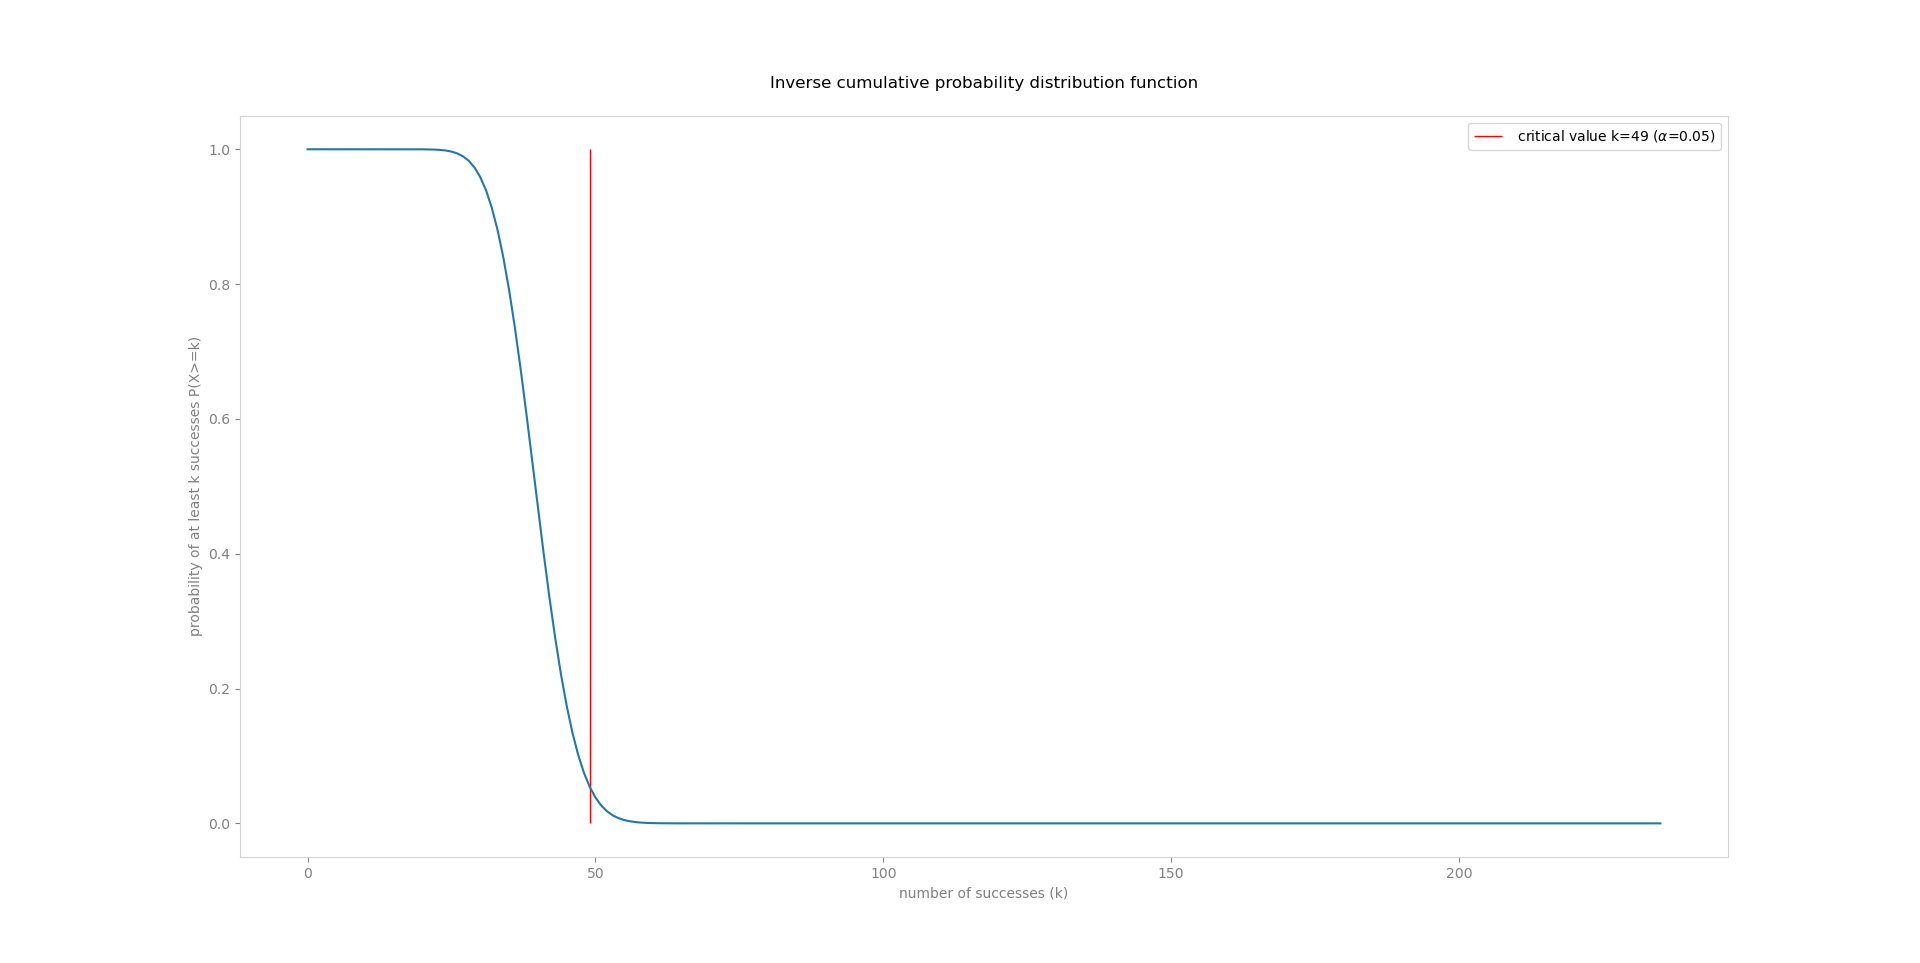 Inverse cumulative probability distribution function
critical value k=49 (α=0.05)
1.0
0.8
0.6
0.4
0.2
0.0
probability of at least k successes P(X>=k)
0 50 100 150 200
number of successes (k)